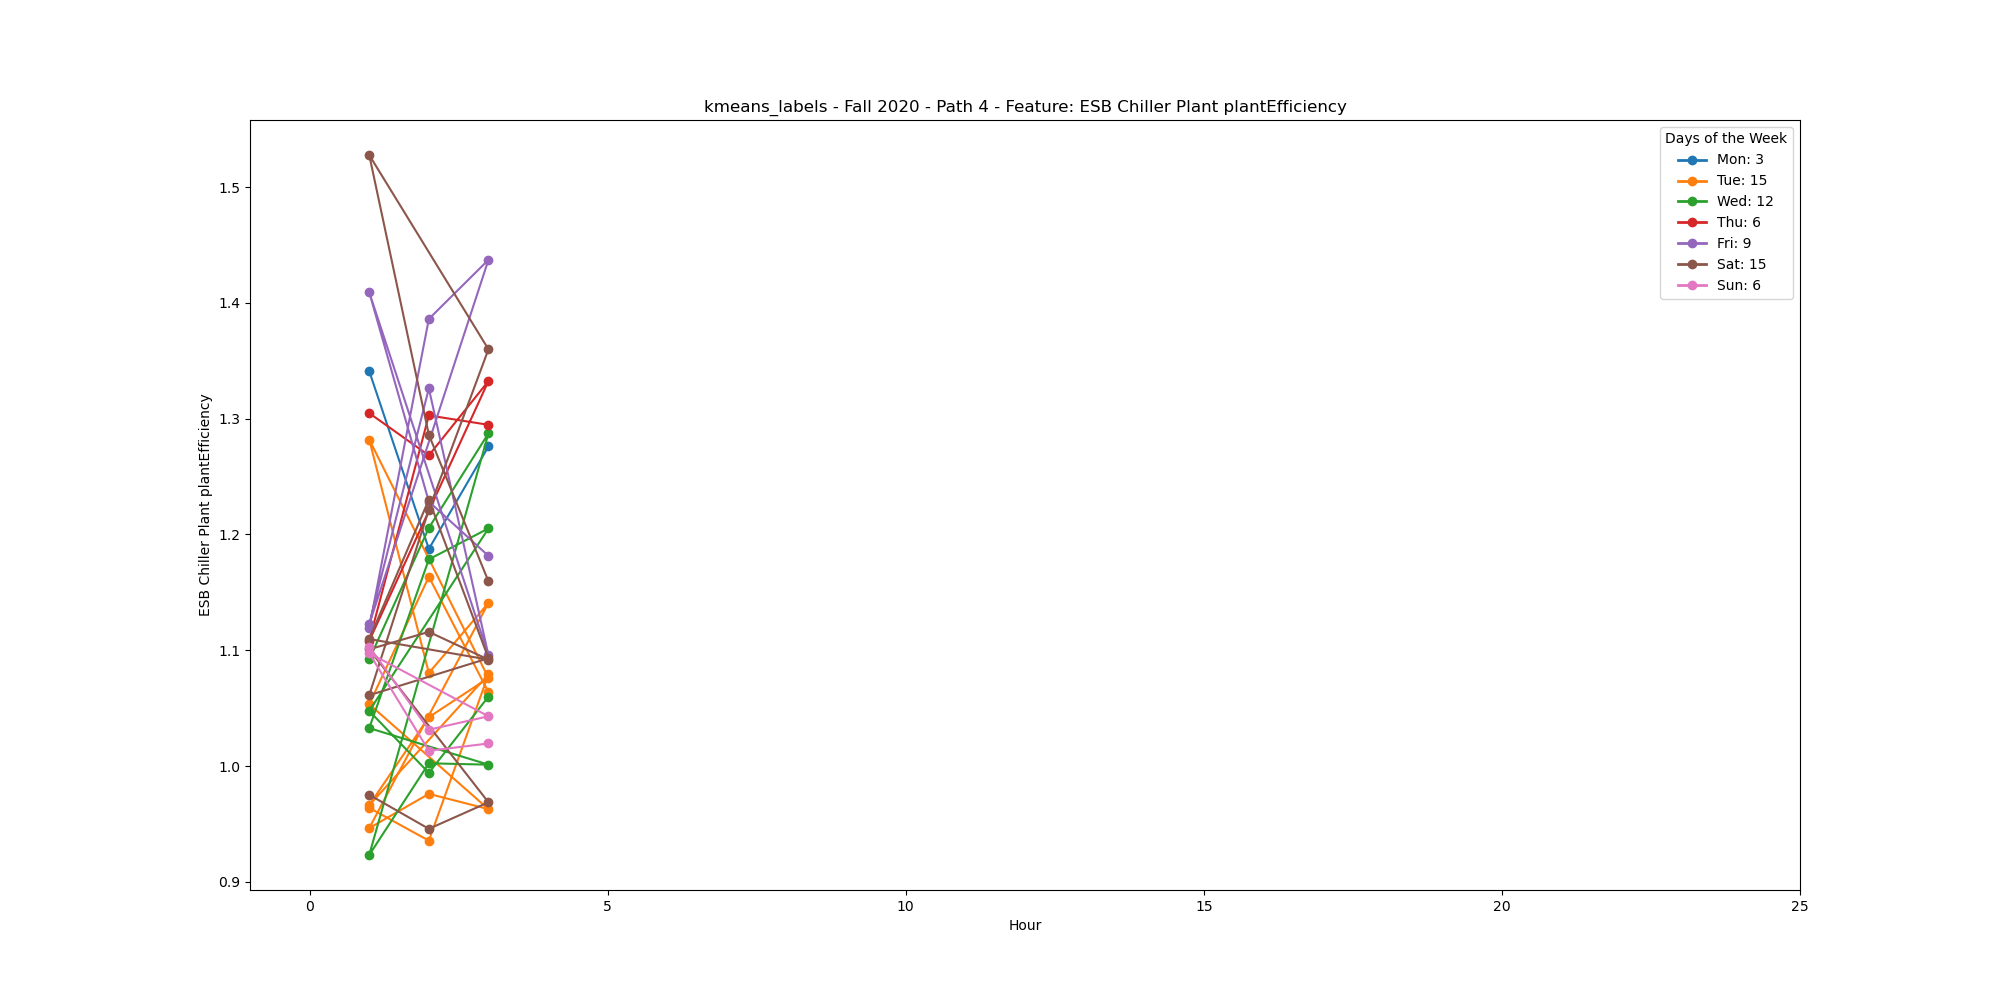 kmeans_labels - Fall 2020 - Path 4 - Feature: ESB Chiller Plant plantEfficiency
Days of the Week
Mon: 3
Tue: 15
Wed: 12
Thu: 6
Fri: 9
Sat: 15
Sun: 6
ESB Chiller Plant plantEfficiency
1.5
1.4
1.3
1.2
1.1
1.0
0.9
0
5
10
15
20
25
Hour